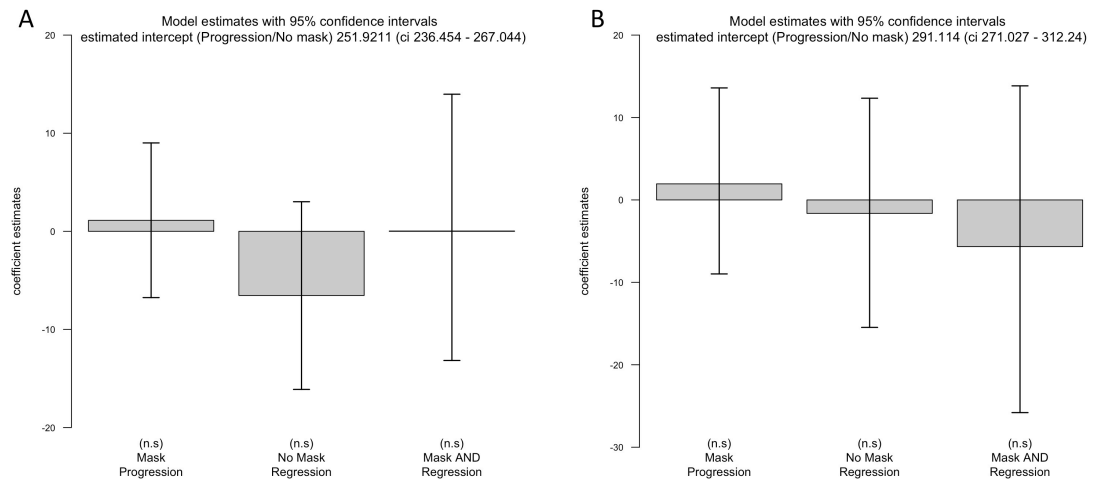 A
Model estimates with 95% confidence intervals
estimated intercept (Progression/No mask) 251.9211 (ci 236.454 - 267.044)
20
10
0
-10
-20
coefficient estimates
(n.s)
Mask
Progression
(n.s)
No Mask
Regression
(n.s)
Mask AND
Regression
B
Model estimates with 95% confidence intervals
estimated intercept (Progression/No mask) 291.114 (ci 271.027 - 312.24)
20
10
0
-10
-20
-30
coefficient estimates
(n.s)
Mask
Progression
(n.s)
No Mask
Regression
(n.s)
Mask AND
Regression